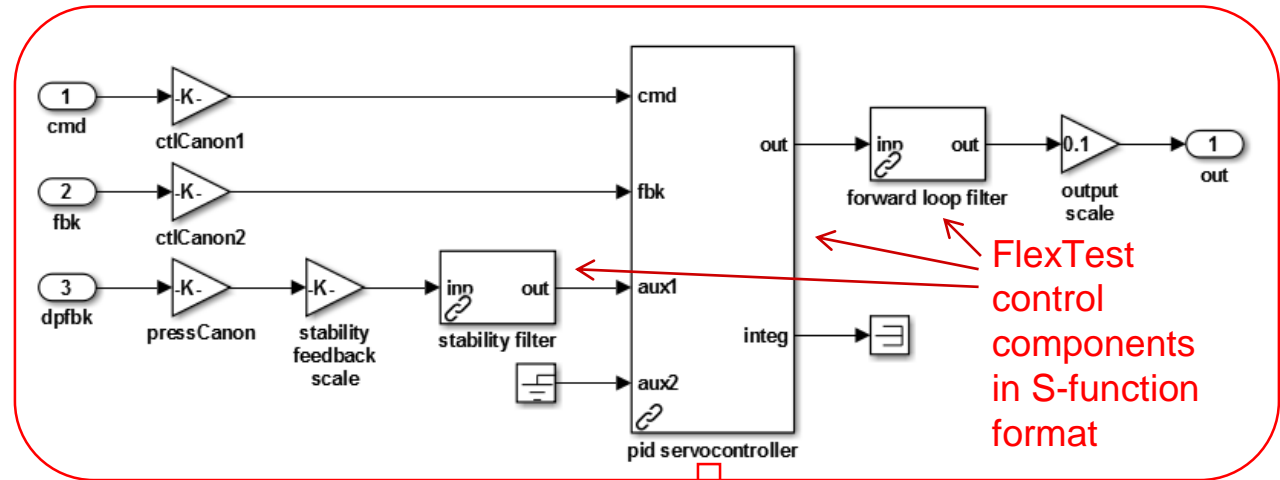 1
cmd
-K-
ctlCanon1
2
fbk
-K-
ctlCanon2
3
dpfbk
-K-
pressCanon
-K-
stability
feedback
scale
inp out
stability filter
cmd
fbk
aux1
aux2
out
integ
pid servocontroller
inp out
forward loop filter
0.1
output
scale
1
out
FlexTest
control
components
in S-function
format